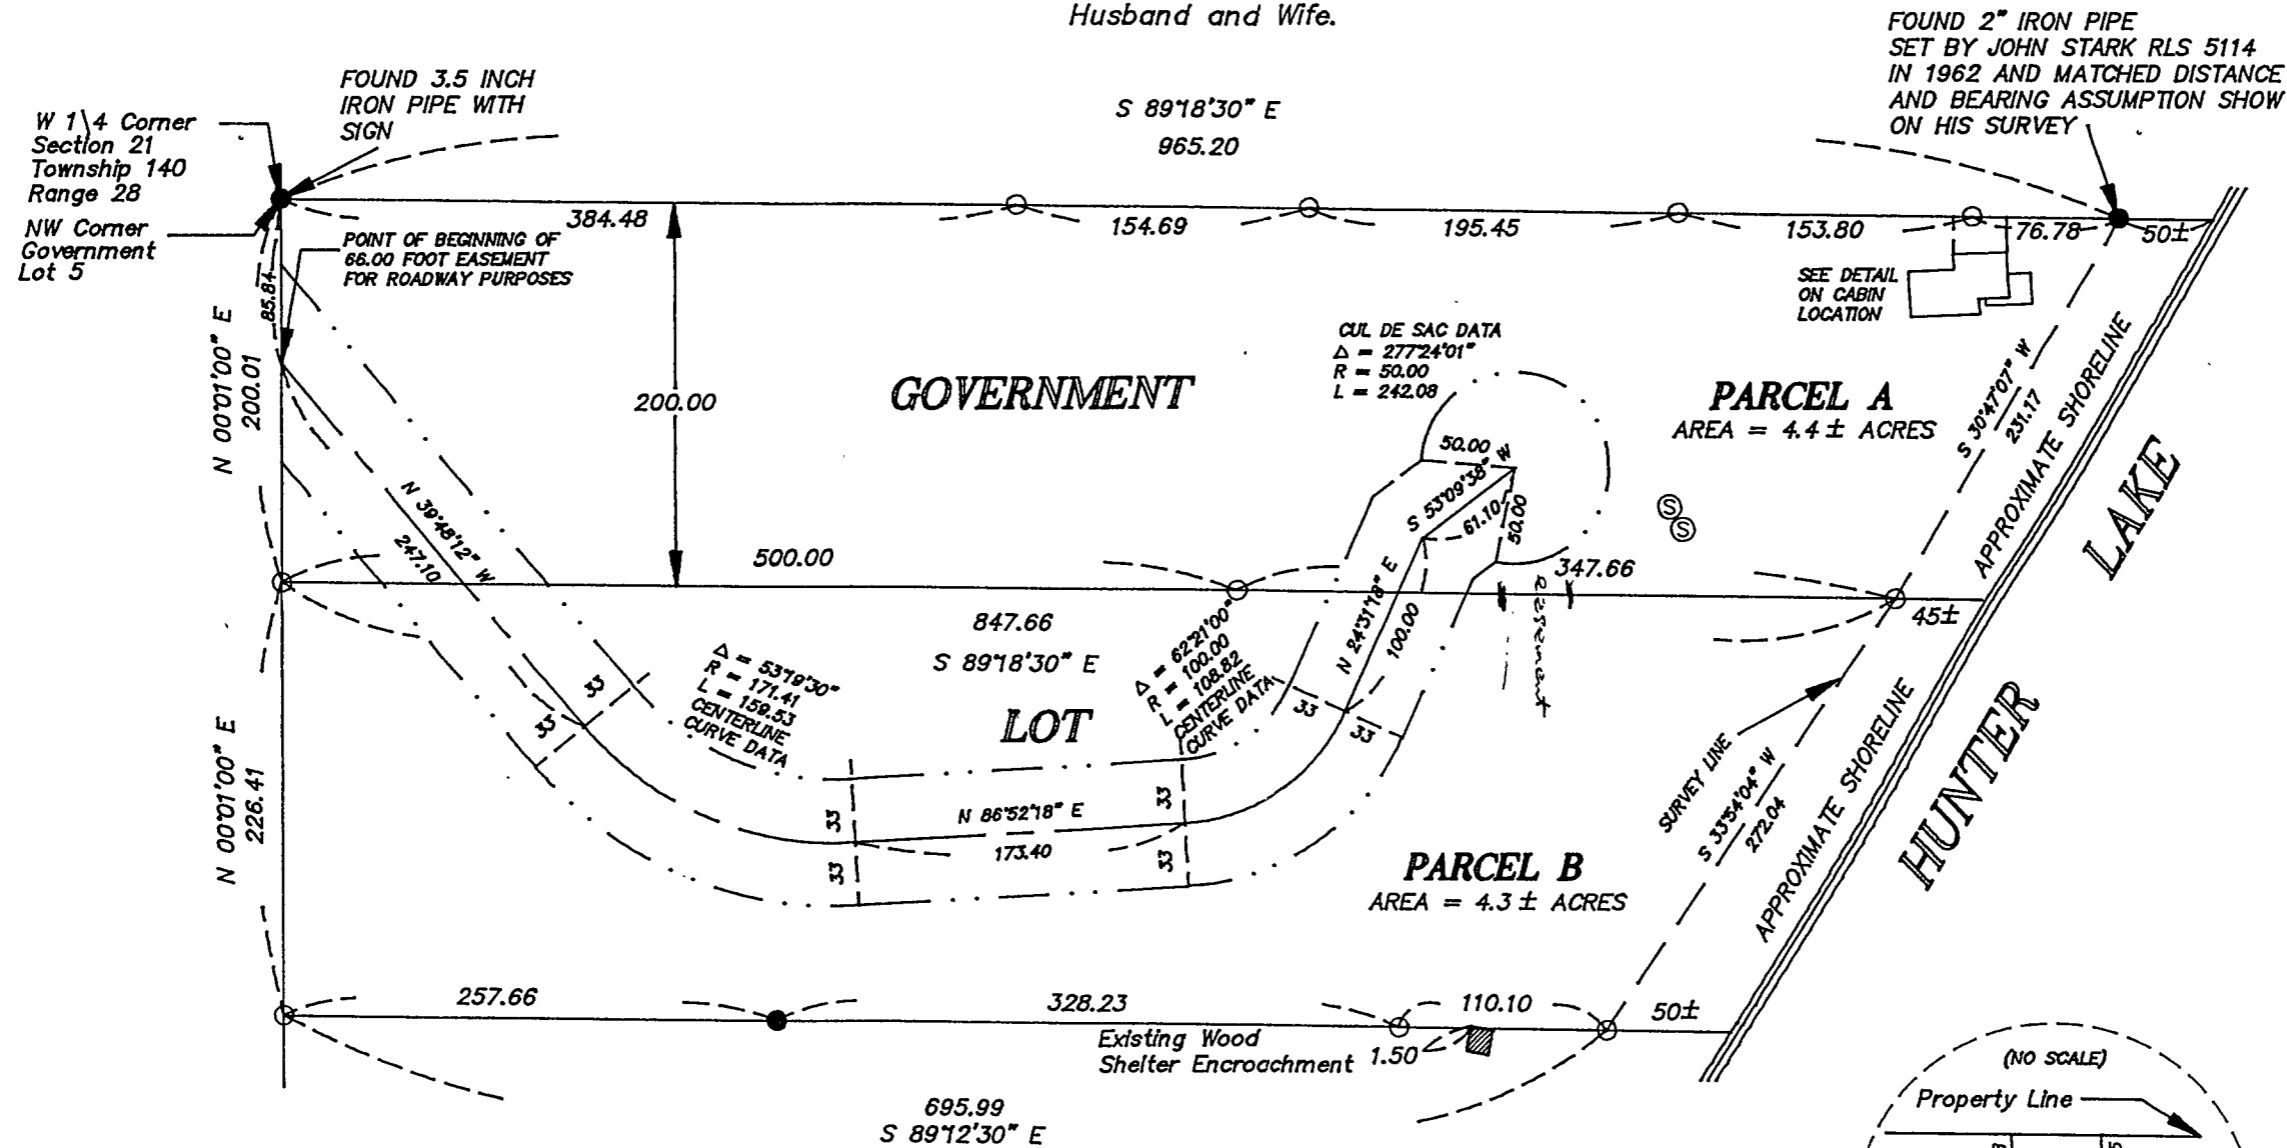 Husband and Wife.
FOUND 2" IRON PIPE
SET BY JOHN STARK RLS 5114
IN 1962 AND MATCHED DISTANCE
AND BEARING ASSUMPTION SHOW
ON HIS SURVEY
FOUND 3.5 INCH
IRON PIPE WITH
SIGN
W 1\4 Corner
Section 21
Township 140
Range 28
NW Corner
Government
Lot 5
S 89°18'30" E
965.20
384.48
154.69
195.45
153.80
76.78
50±
POINT OF BEGINNING OF
66.00 FOOT EASEMENT
FOR ROADWAY PURPOSES
85.84
N 00°01'00" E
200.01
200.00
SEE DETAIL
ON CABIN
LOCATION
CUL DE SAC DATA
Δ = 277°24'01"
R = 50.00
L = 242.08
GOVERNMENT
PARCEL A
AREA = 4.4 ± ACRES
S 30°47'07" W
231.17
APPROXIMATE SHORELINE
LAKE
50.00
S 53°09'38" W
61.10
50.00
S
S
N 39°48'12" W
247.10
500.00
347.66
45±
847.66
S 89°18'30" E
easement
N 24°31'18" E
100.00
Δ = 53°19'30"
R = 171.41
L = 159.53
CENTERLINE
CURVE DATA
Δ = 62°21'00"
R = 100.00
L = 108.82
CENTERLINE
CURVE DATA
33
33
33
33
LOT
HUNTER
SURVEY LINE
S 33°54'04" W
272.04
APPROXIMATE SHORELINE
N 00°01'00" E
226.41
33
33
N 86°52'18" E
173.40
33
33
PARCEL B
AREA = 4.3 ± ACRES
257.66
328.23
110.10
50±
Existing Wood
Shelter Encroachment 1.50
695.99
S 89°12'30" E
(NO SCALE)
Property Line